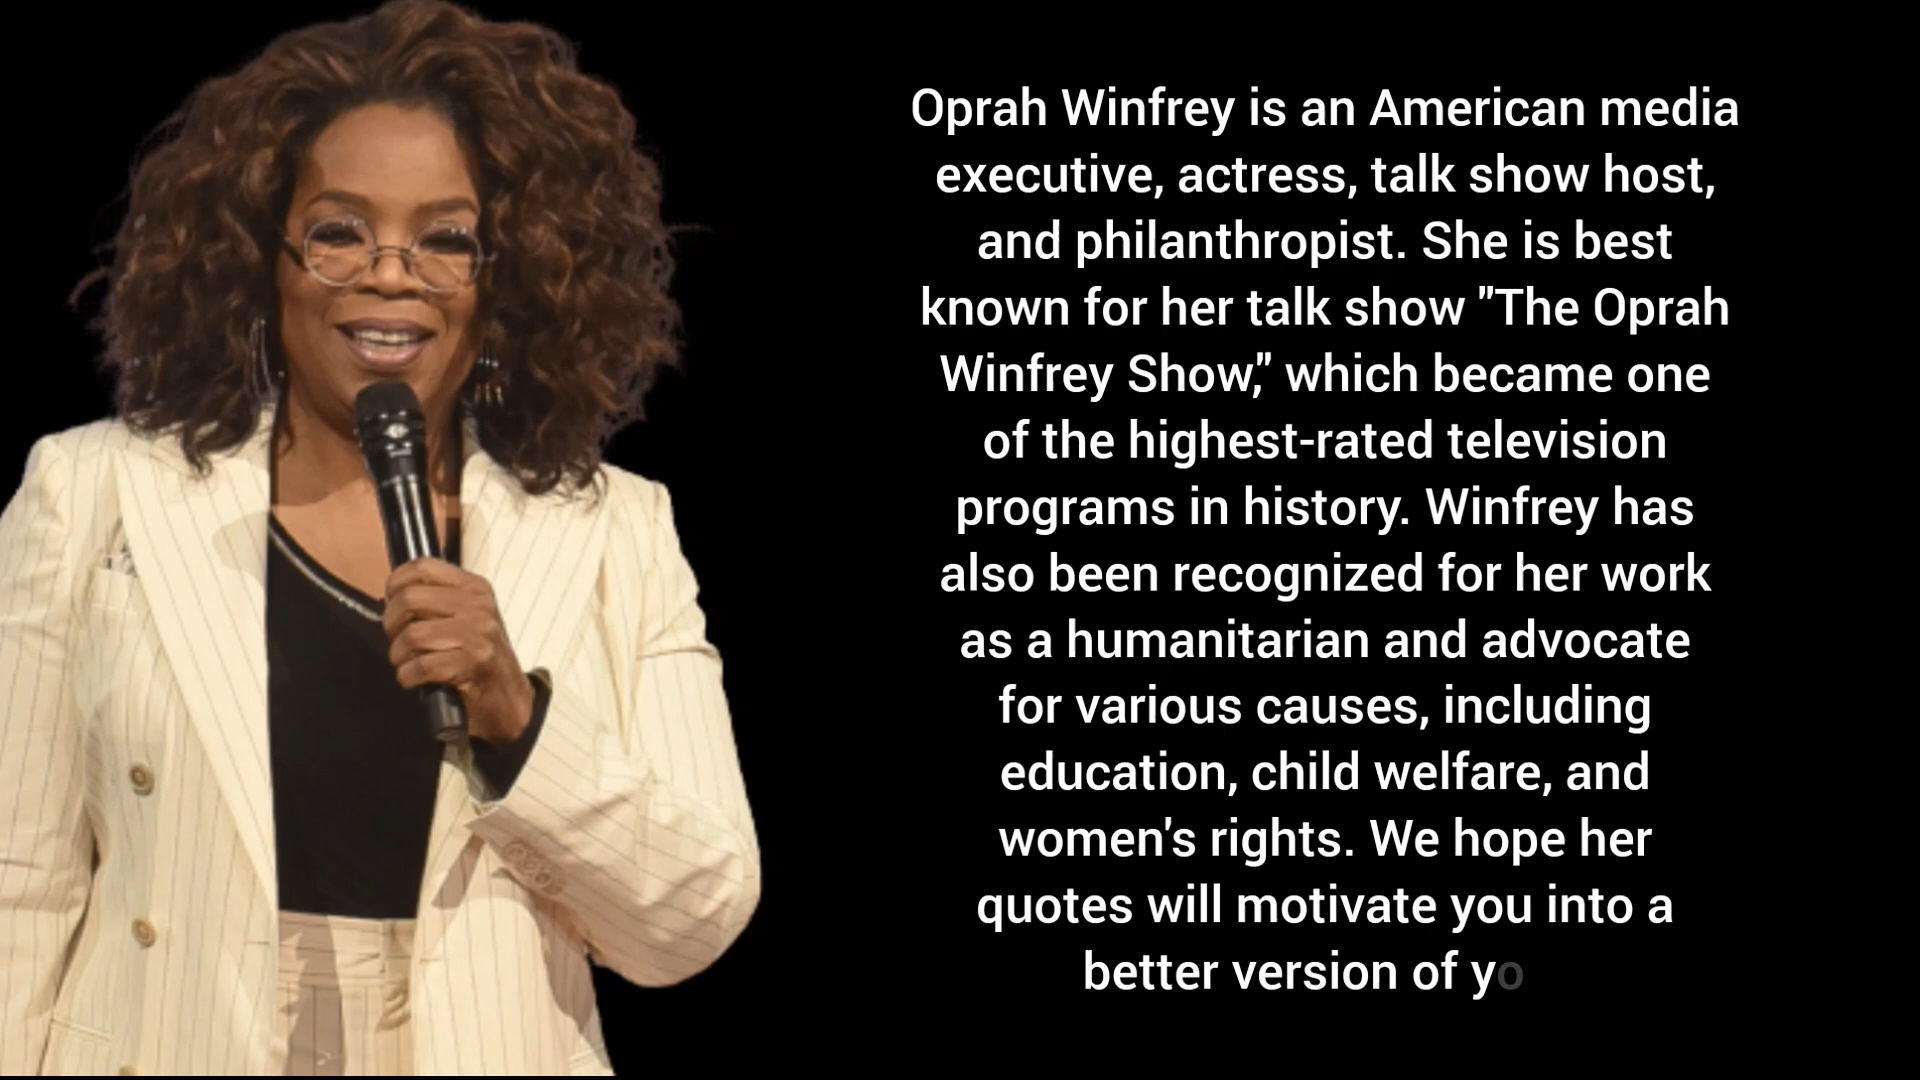 Oprah Winfrey is an American media
executive, actress, talk show host,
and philanthropist. She is best
known for her talk show "The Oprah
Winfrey Show," which became one
of the highest-rated television
programs in history. Winfrey has
also been recognized for her work
as a humanitarian and advocate
for various causes, including
education, child welfare, and
women's rights. We hope her
quotes will motivate you into a
better version of yo